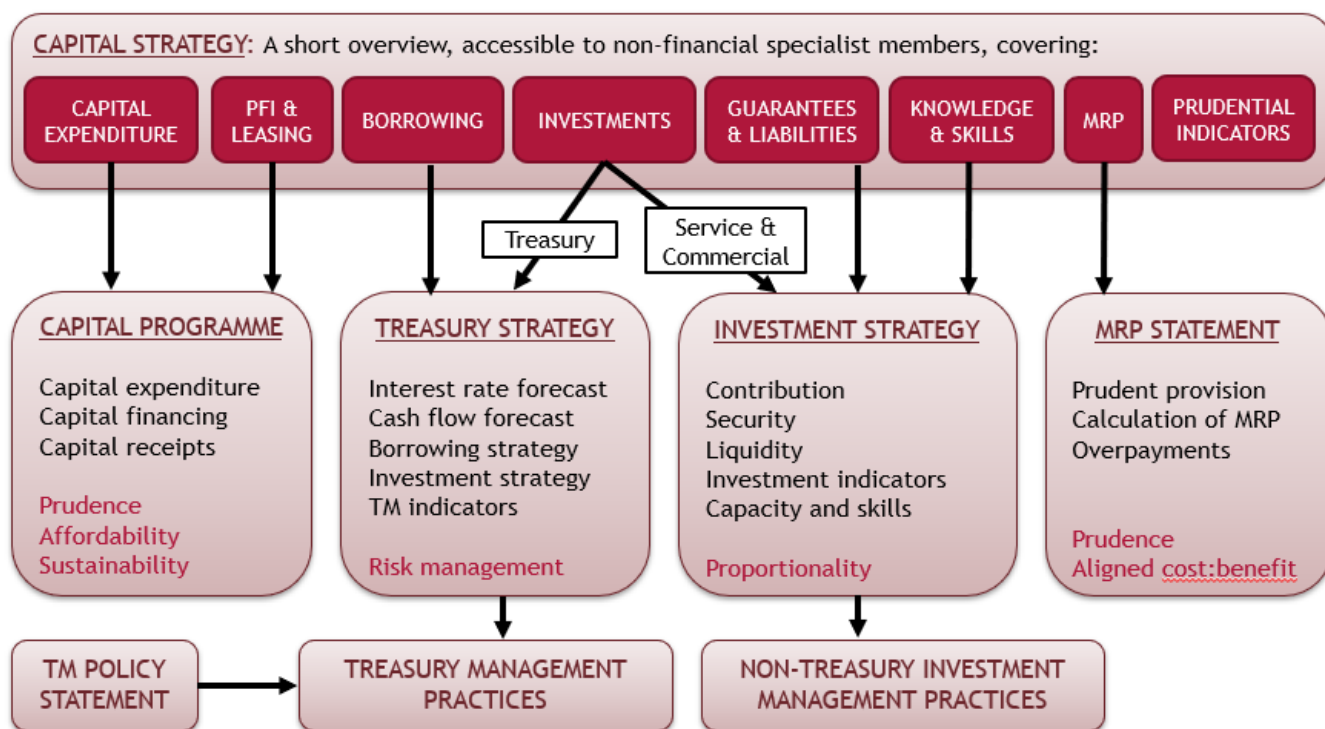 CAPITAL STRATEGY: A short overview, accessible to non-financial specialist members, covering:
CAPITAL
EXPENDITURE
PFI &
LEASING
BORROWING
INVESTMENTS
GUARANTEES
& LIABILITIES
KNOWLEDGE
& SKILLS
MRP
PRUDENTIAL
INDICATORS
Treasury
Service &
Commercial
CAPITAL PROGRAMME
Capital expenditure
Capital financing
Capital receipts
Prudence
Affordability
Sustainability
TREASURY STRATEGY
Interest rate forecast
Cash flow forecast
Borrowing strategy
Investment strategy
TM indicators
Risk management
INVESTMENT STRATEGY
Contribution
Security
Liquidity
Investment indicators
Capacity and skills
Proportionality
MRP STATEMENT
Prudent provision
Calculation of MRP
Overpayments
Prudence
Aligned cost:benefit
TM POLICY
STATEMENT
TREASURY MANAGEMENT
PRACTICES
NON-TREASURY INVESTMENT
MANAGEMENT PRACTICES